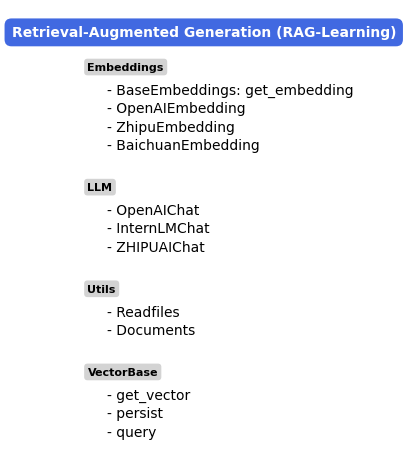 Retrieval-Augmented Generation (RAG-Learning)
Embeddings
- BaseEmbeddings: get_embedding
- OpenAIEmbedding
- ZhipuEmbedding
- BaichuanEmbedding
LLM
- OpenAIChat
- InternLMChat
- ZHIPUAIChat
Utils
- Readfiles
- Documents
VectorBase
- get_vector
- persist
- query